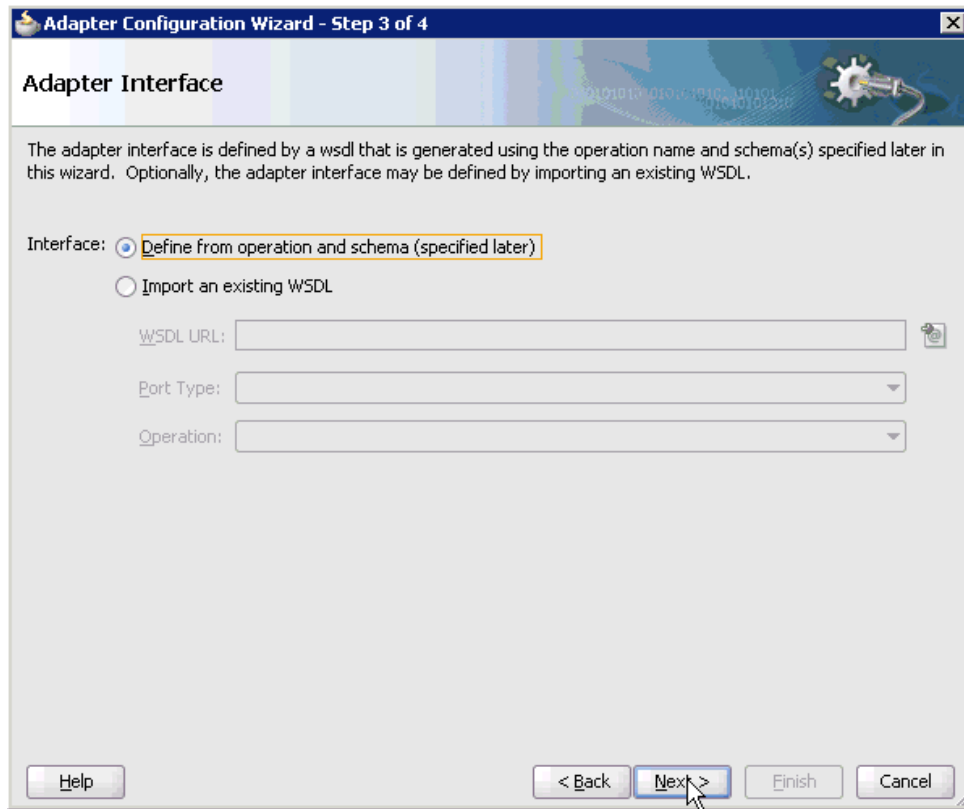 Adapter Configuration Wizard - Step 3 of 4
Adapter Interface
The adapter interface is defined by a wsdl that is generated using the operation name and schema(s) specified later in
this wizard. Optionally, the adapter interface may be defined by importing an existing WSDL.
Interface: Define from operation and schema (specified later)
Import an existing WSDL
WSDL URL:
Port Type:
Operation:
Help < Back Next > Finish Cancel